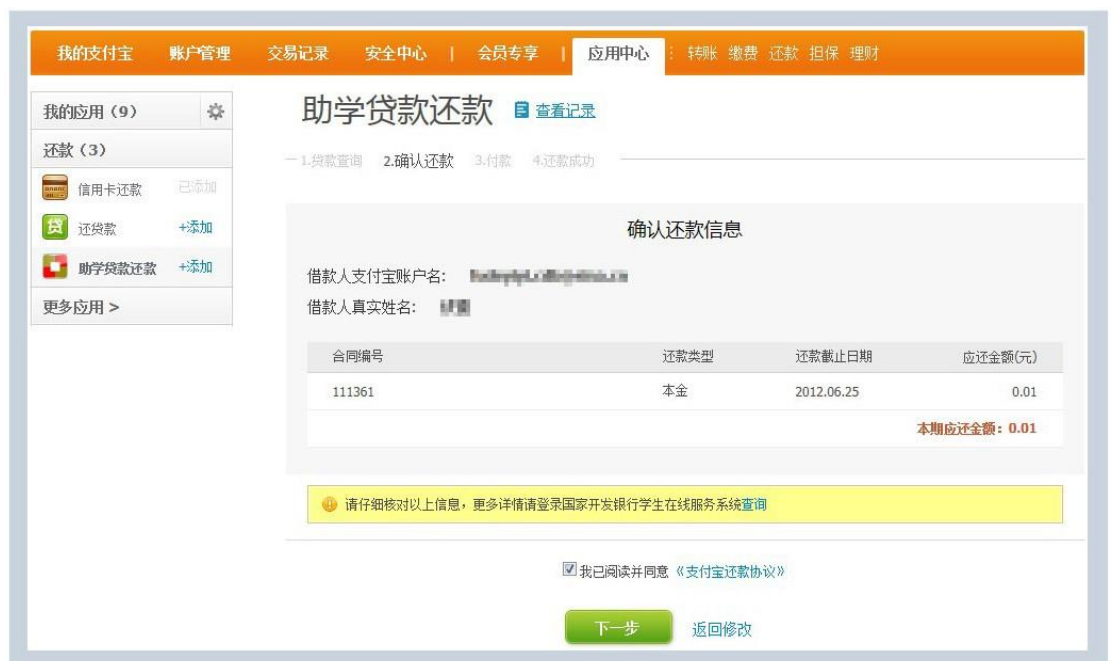 我的支付宝 账户管理 交易记录 安全中心 | 会员专享 | 应用中心 转账 缴费 还款 担保 理财
我的应用（9）
还款（3）
信用卡还款 已添加
还贷款 +添加
助学贷款还款 +添加
更多应用 >
助学贷款还款 查看记录
1.贷款查询 2.确认还款 3.付款 4.还款成功
确认还款信息
借款人支付宝账户名：
借款人真实姓名：
合同编号 还款类型 还款截止日期 应还金额(元)
111361 本金 2012.06.25 0.01
本期应还金额：0.01
请仔细核对以上信息，更多详情请登录国家开发银行学生在线服务系统查询
我已阅读并同意《支付宝还款协议》
下一步 返回修改